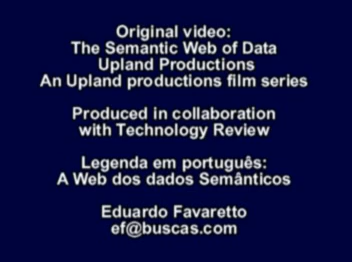 Original video:
The Semantic Web of Data
Upland Productions
An Upland productions film series
Produced in collaboration
with Technology Review
Legenda em português:
A Web dos dados Semânticos
Eduardo Favaretto
ef@buscas.com